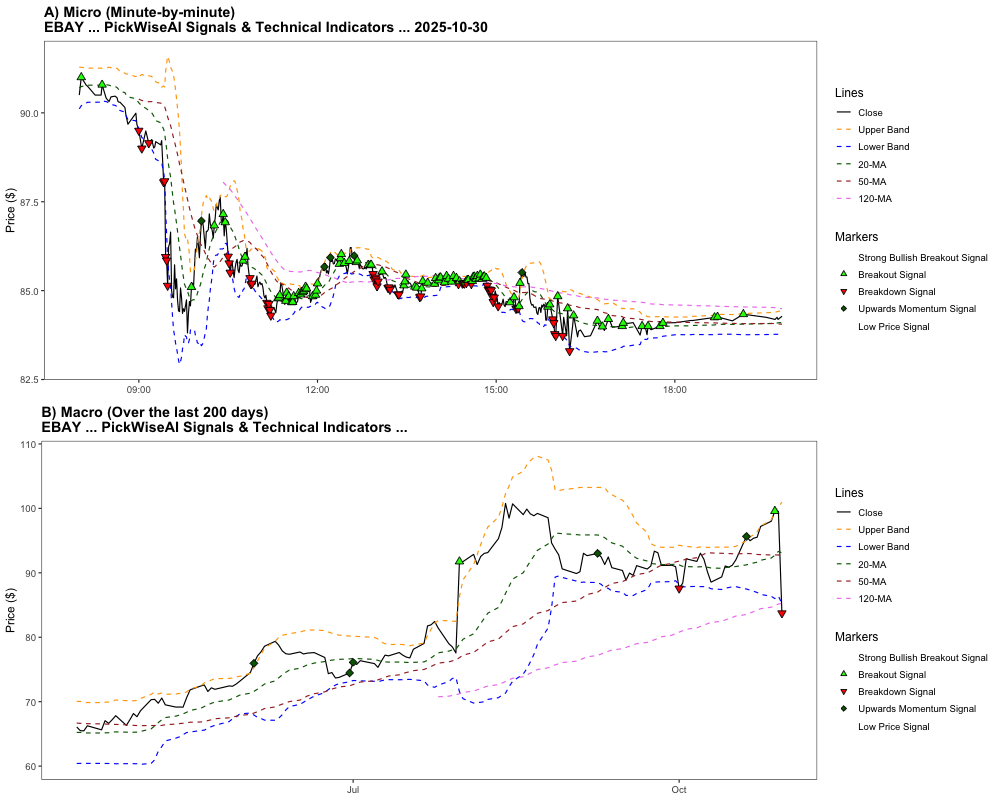 A) Micro (Minute-by-minute)
EBAY ... PickWiseAI Signals & Technical Indicators ... 2025-10-30
Price ($)
90.0
87.5
85.0
82.5
09:00
12:00
15:00
18:00
Lines
Close
Upper Band
Lower Band
20-MA
50-MA
120-MA
Markers
Strong Bullish Breakout Signal
Breakout Signal
Breakdown Signal
Upwards Momentum Signal
Low Price Signal
B) Macro (Over the last 200 days)
EBAY ... PickWiseAI Signals & Technical Indicators ...
Price ($)
110
100
90
80
70
60
Jul
Oct
Lines
Close
Upper Band
Lower Band
20-MA
50-MA
120-MA
Markers
Strong Bullish Breakout Signal
Breakout Signal
Breakdown Signal
Upwards Momentum Signal
Low Price Signal